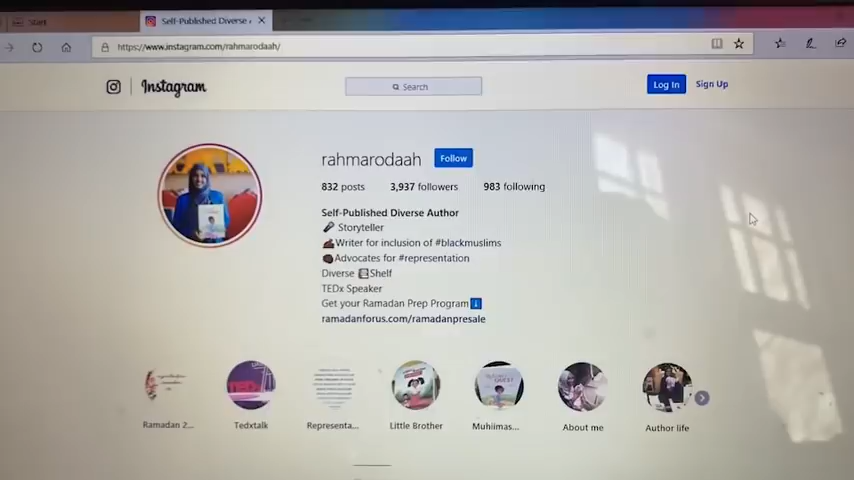 Start
Self-Published Diverse A
https://www.instagram.com/rahmarodaah/
Instagram
Search
Log In
Sign Up
rahmarodaah
Follow
832 posts
3,937 followers
983 following
Self-Published Diverse Author
Storyteller
Writer for inclusion of #blackmuslims
Advocates for #representation
Diverse Shelf
TEDx Speaker
Get your Ramadan Prep Program
ramadanforus.com/ramadanpresale
TEDx
Ramadan 2...
Tedxtalk
Representa...
Little Brother
Muhiimas...
About me
Author life